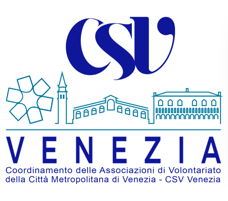 CSV
VENEZIA
Coordinamento delle Associazioni di Volontariato
della Città Metropolitana di Venezia - CSV Venezia